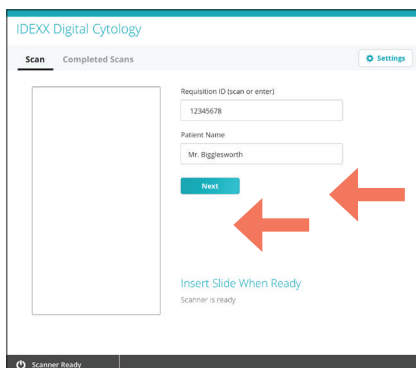 IDEXX Digital Cytology
Scan Completed Scans Settings
Requisition ID (scan or enter)
12345678
Patient Name
Mr. Bigglesworth
Next
Insert Slide When Ready
Scanner is ready
Scanner Ready